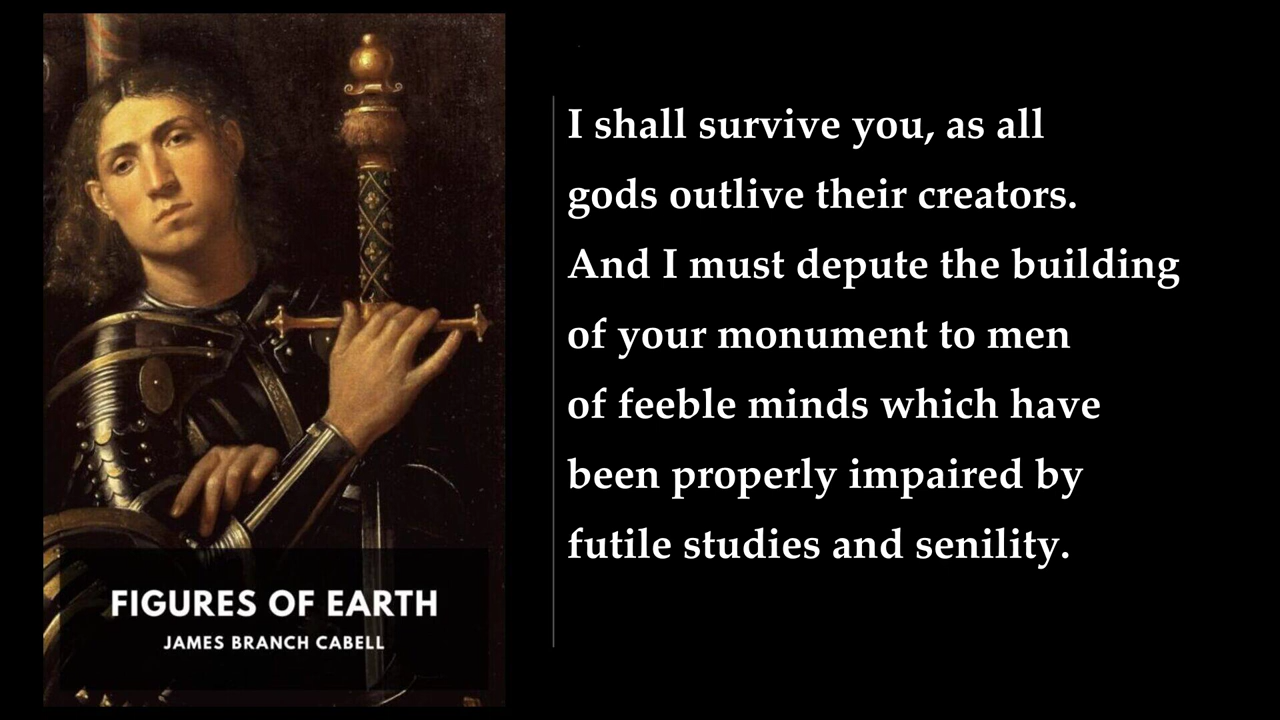 FIGURES OF EARTH
JAMES BRANCH CABELL
I shall survive you, as all
gods outlive their creators.
And I must depute the building
of your monument to men
of feeble minds which have
been properly impaired by
futile studies and senility.